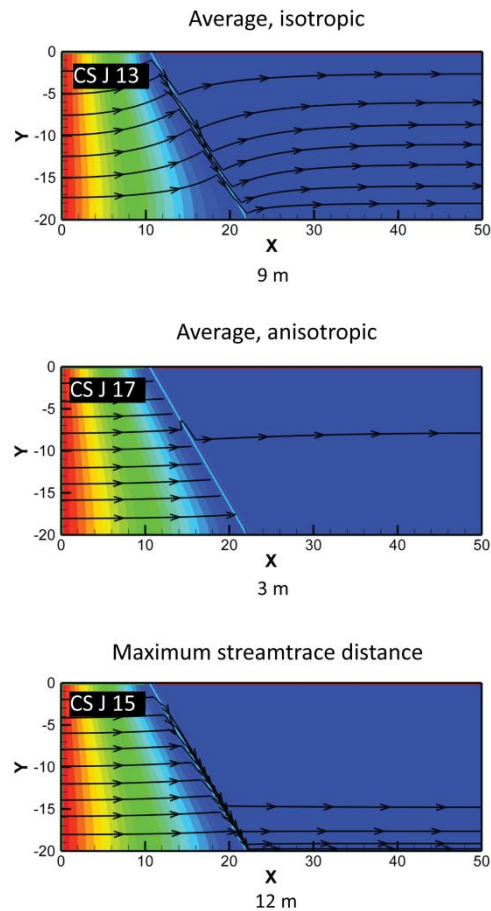 Average, isotropic
CS J 13
0
-5
-10
-15
-20
Y
0 10 20 30 40 50
X
9 m
Average, anisotropic
CS J 17
0
-5
-10
-15
-20
Y
0 10 20 30 40 50
X
3 m
Maximum streamtrace distance
CS J 15
0
-5
-10
-15
-20
Y
0 10 20 30 40 50
X
12 m